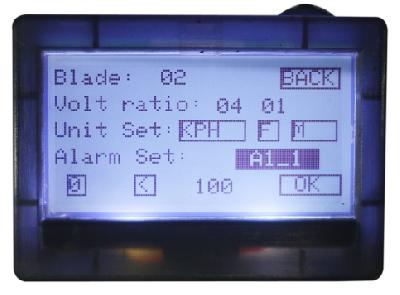 Blade: 02 BACK
Volt ratio: 04 01
Unit Set: KPH F M
Alarm Set: A1_1
0 < 100 OK